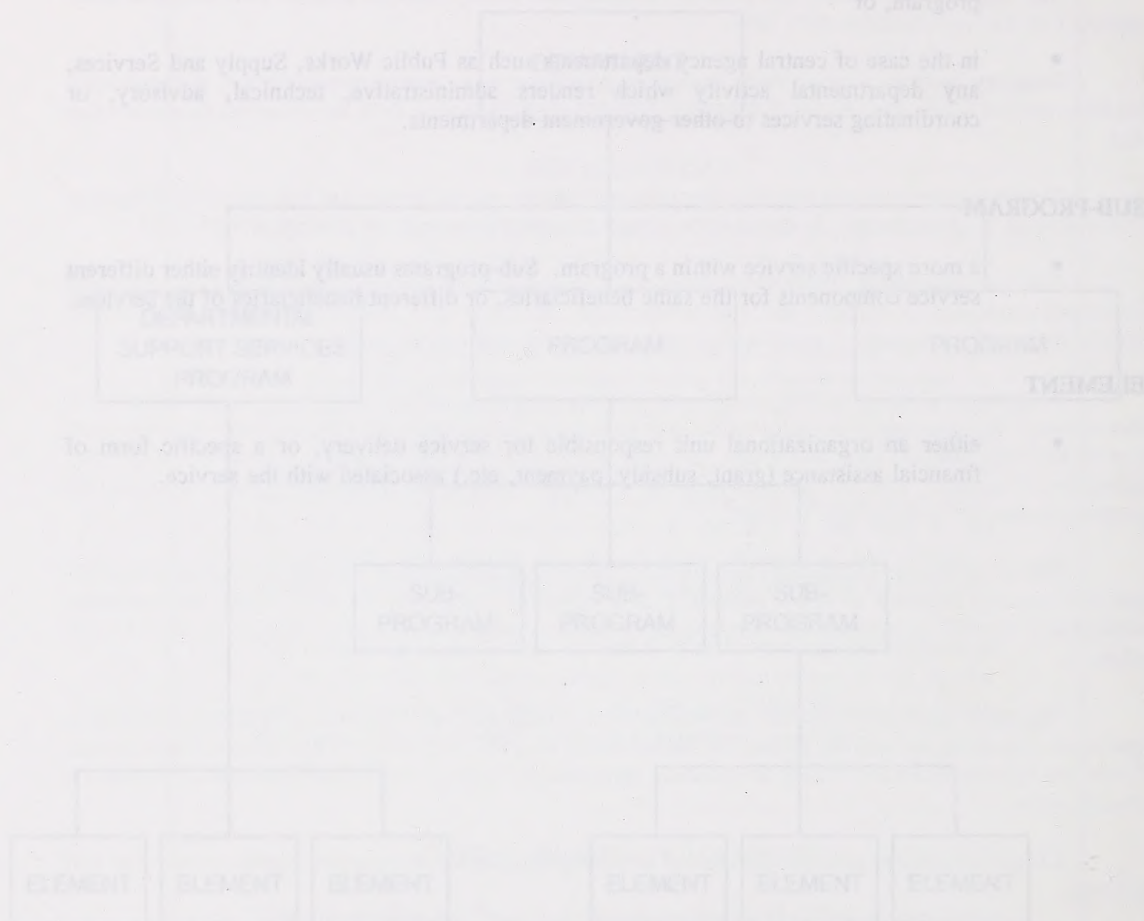 program, or
• in the case of central agency departments such as Public Works, Supply and Services,
any departmental activity which renders administrative, technical, advisory, or
coordinating services to other government departments.
SUB-PROGRAM
• a more specific service within a program. Sub-programs usually identify either different
service components for the same beneficiaries, or different beneficiaries of the services.
ELEMENT
• either an organizational unit responsible for service delivery, or a specific form of
financial assistance (grant, subsidy, payment, etc.) associated with the service.
DEPARTMENTAL
SUPPORT SERVICES
PROGRAM
PROGRAM
PROGRAM
SUB-
PROGRAM
SUB-
PROGRAM
SUB-
PROGRAM
ELEMENT
ELEMENT
ELEMENT
ELEMENT
ELEMENT
ELEMENT